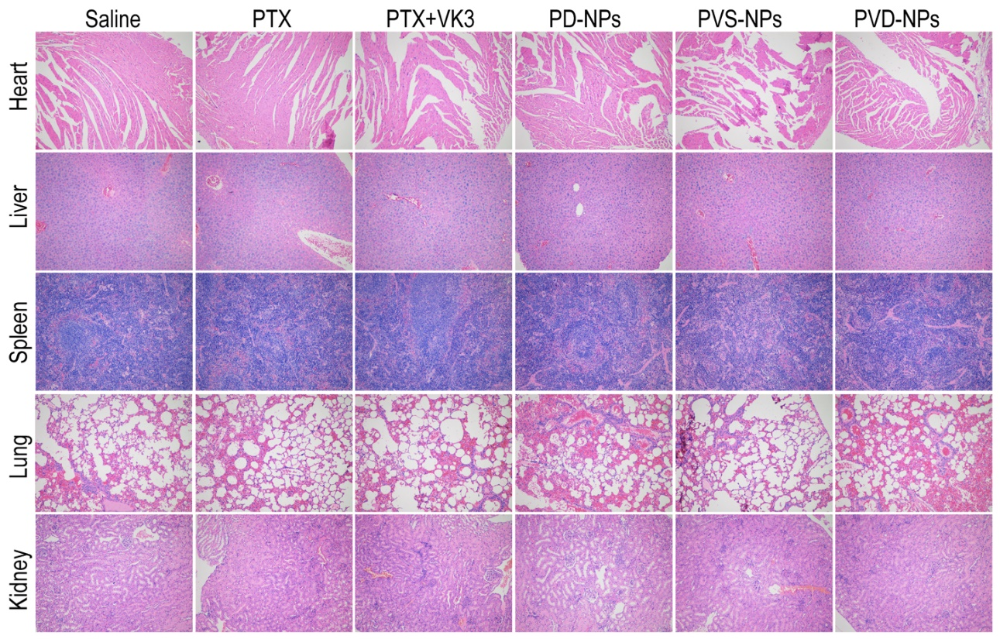 Saline PTX PTX+VK3 PD-NPs PVS-NPs PVD-NPs
Heart
Liver
Spleen
Lung
Kidney